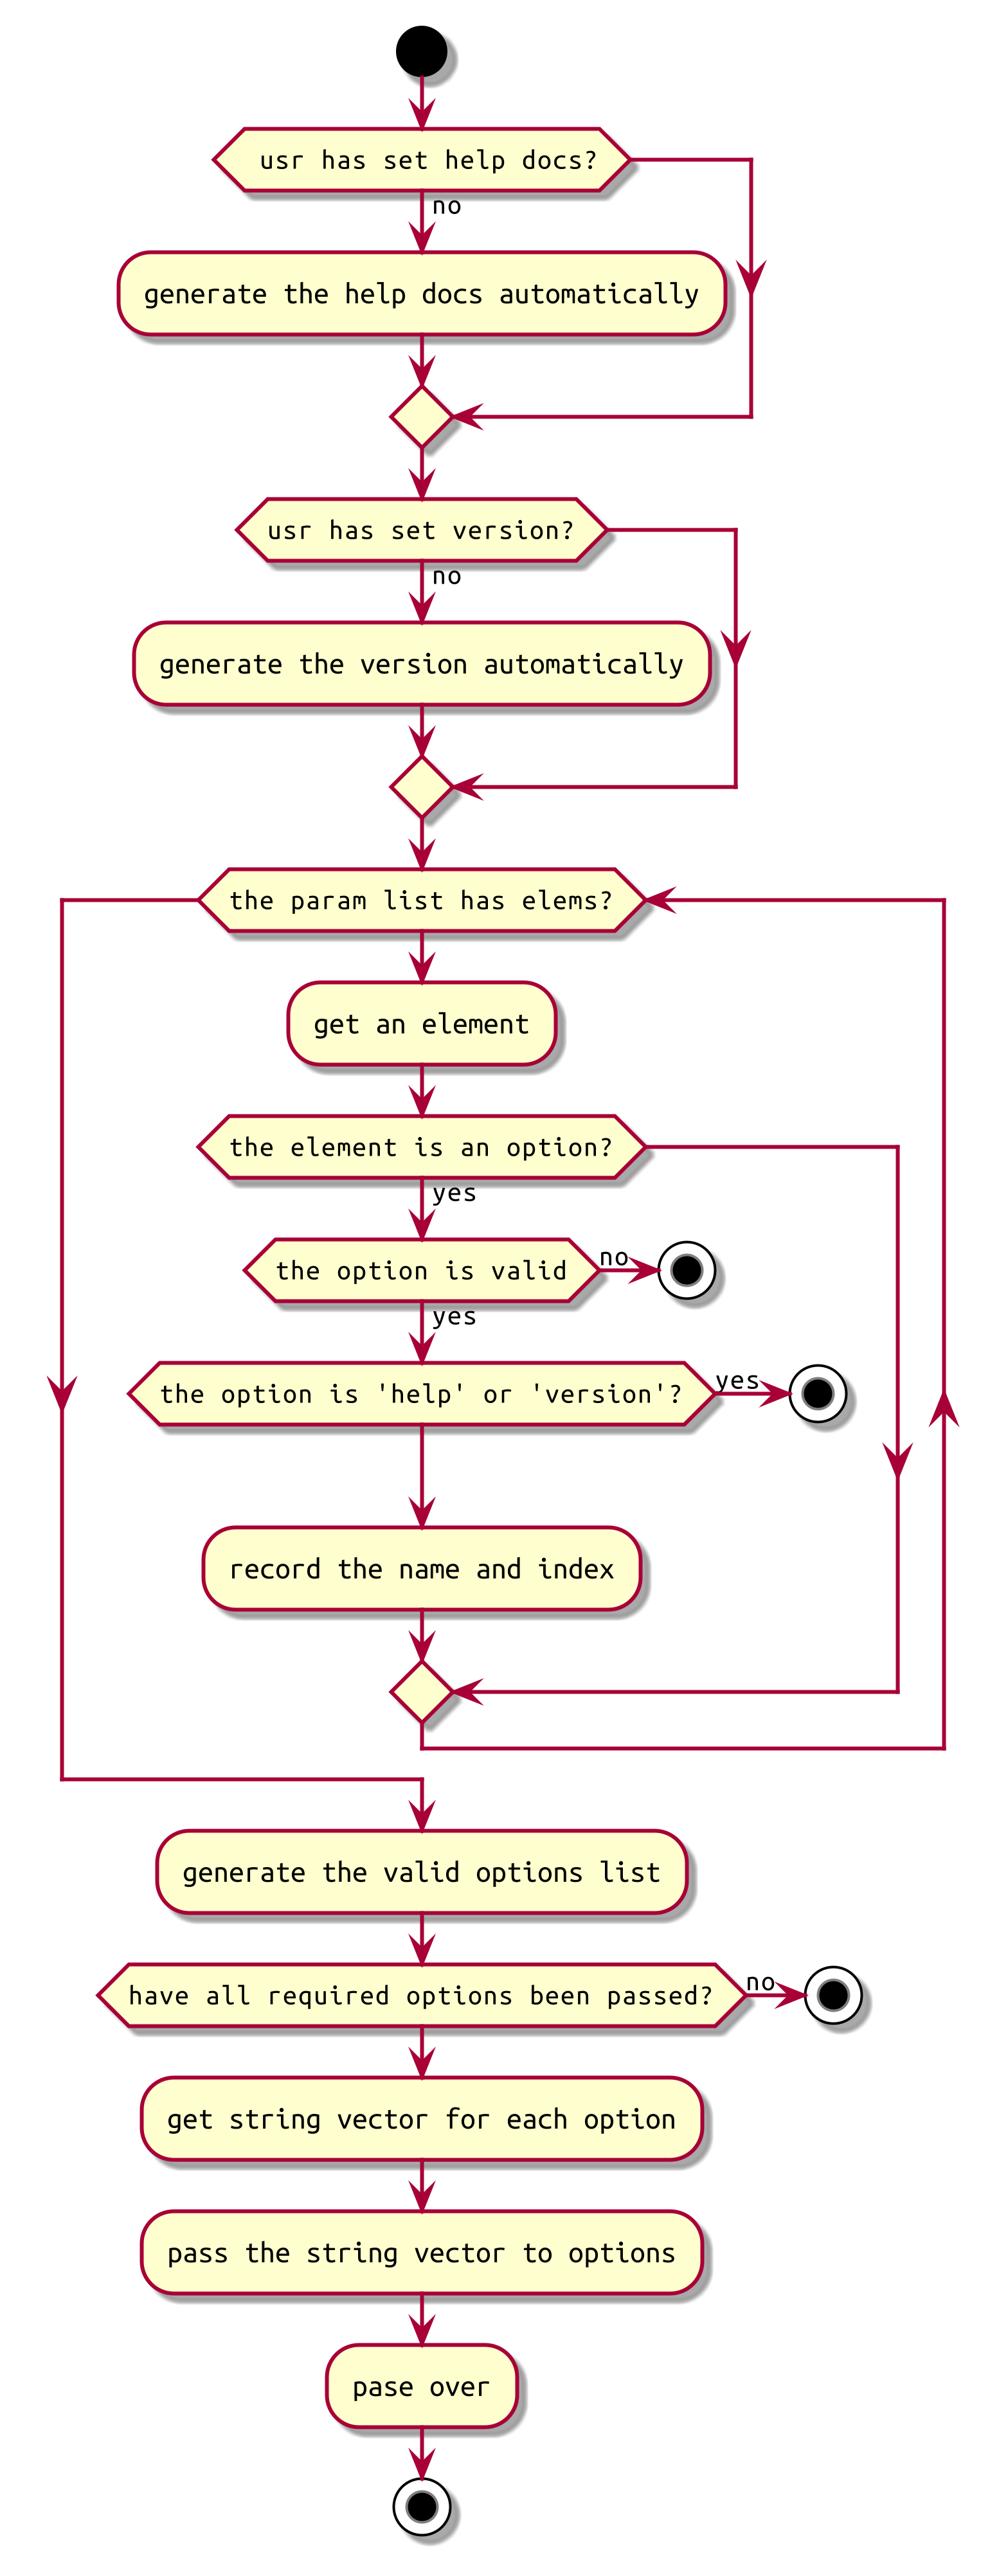 usr has set help docs?
no
generate the help docs automatically
usr has set version?
no
generate the version automatically
the param list has elems?
get an element
the element is an option?
yes
the option is valid
no
yes
the option is 'help' or 'version'?
yes
record the name and index
generate the valid options list
have all required options been passed?
no
get string vector for each option
pass the string vector to options
pase over